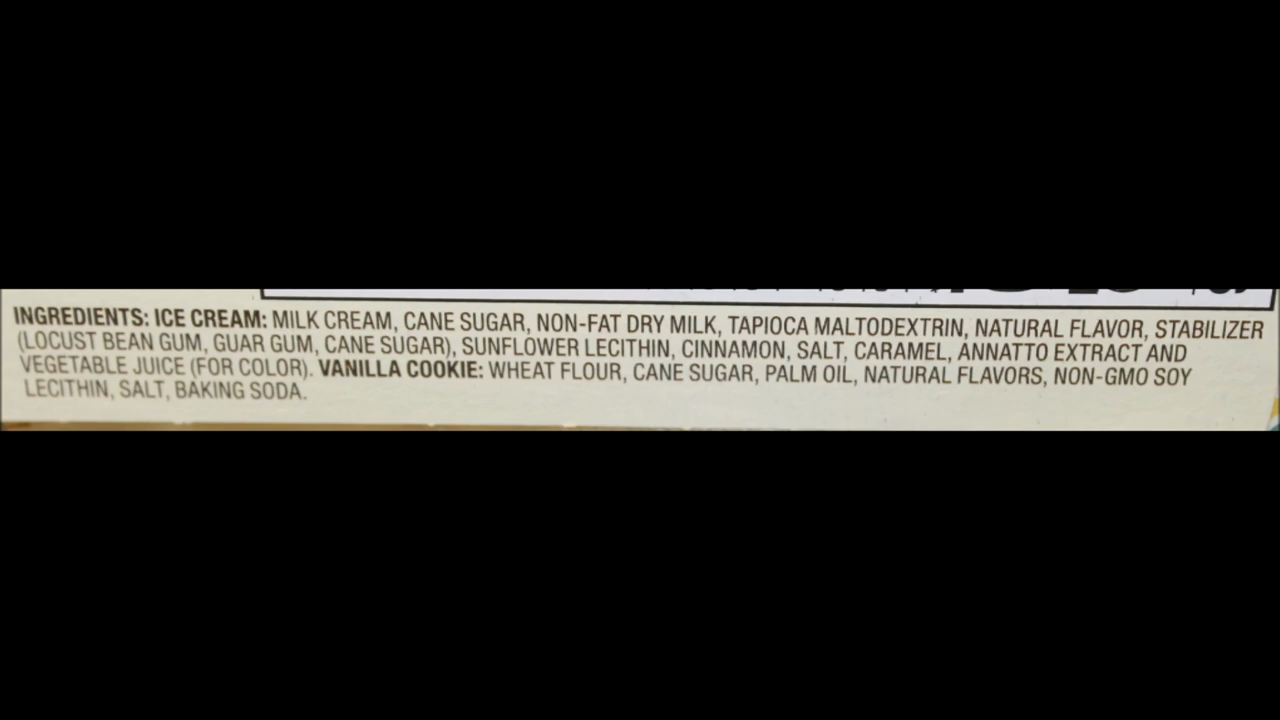 INGREDIENTS: ICE CREAM: MILK CREAM, CANE SUGAR, NON-FAT DRY MILK, TAPIOCA MALTODEXTRIN, NATURAL FLAVOR, STABILIZER
(LOCUST BEAN GUM, GUAR GUM, CANE SUGAR), SUNFLOWER LECITHIN, CINNAMON, SALT, CARAMEL, ANNATTO EXTRACT AND
VEGETABLE JUICE (FOR COLOR). VANILLA COOKIE: WHEAT FLOUR, CANE SUGAR, PALM OIL, NATURAL FLAVORS, NON-GMO SOY
LECITHIN, SALT, BAKING SODA.